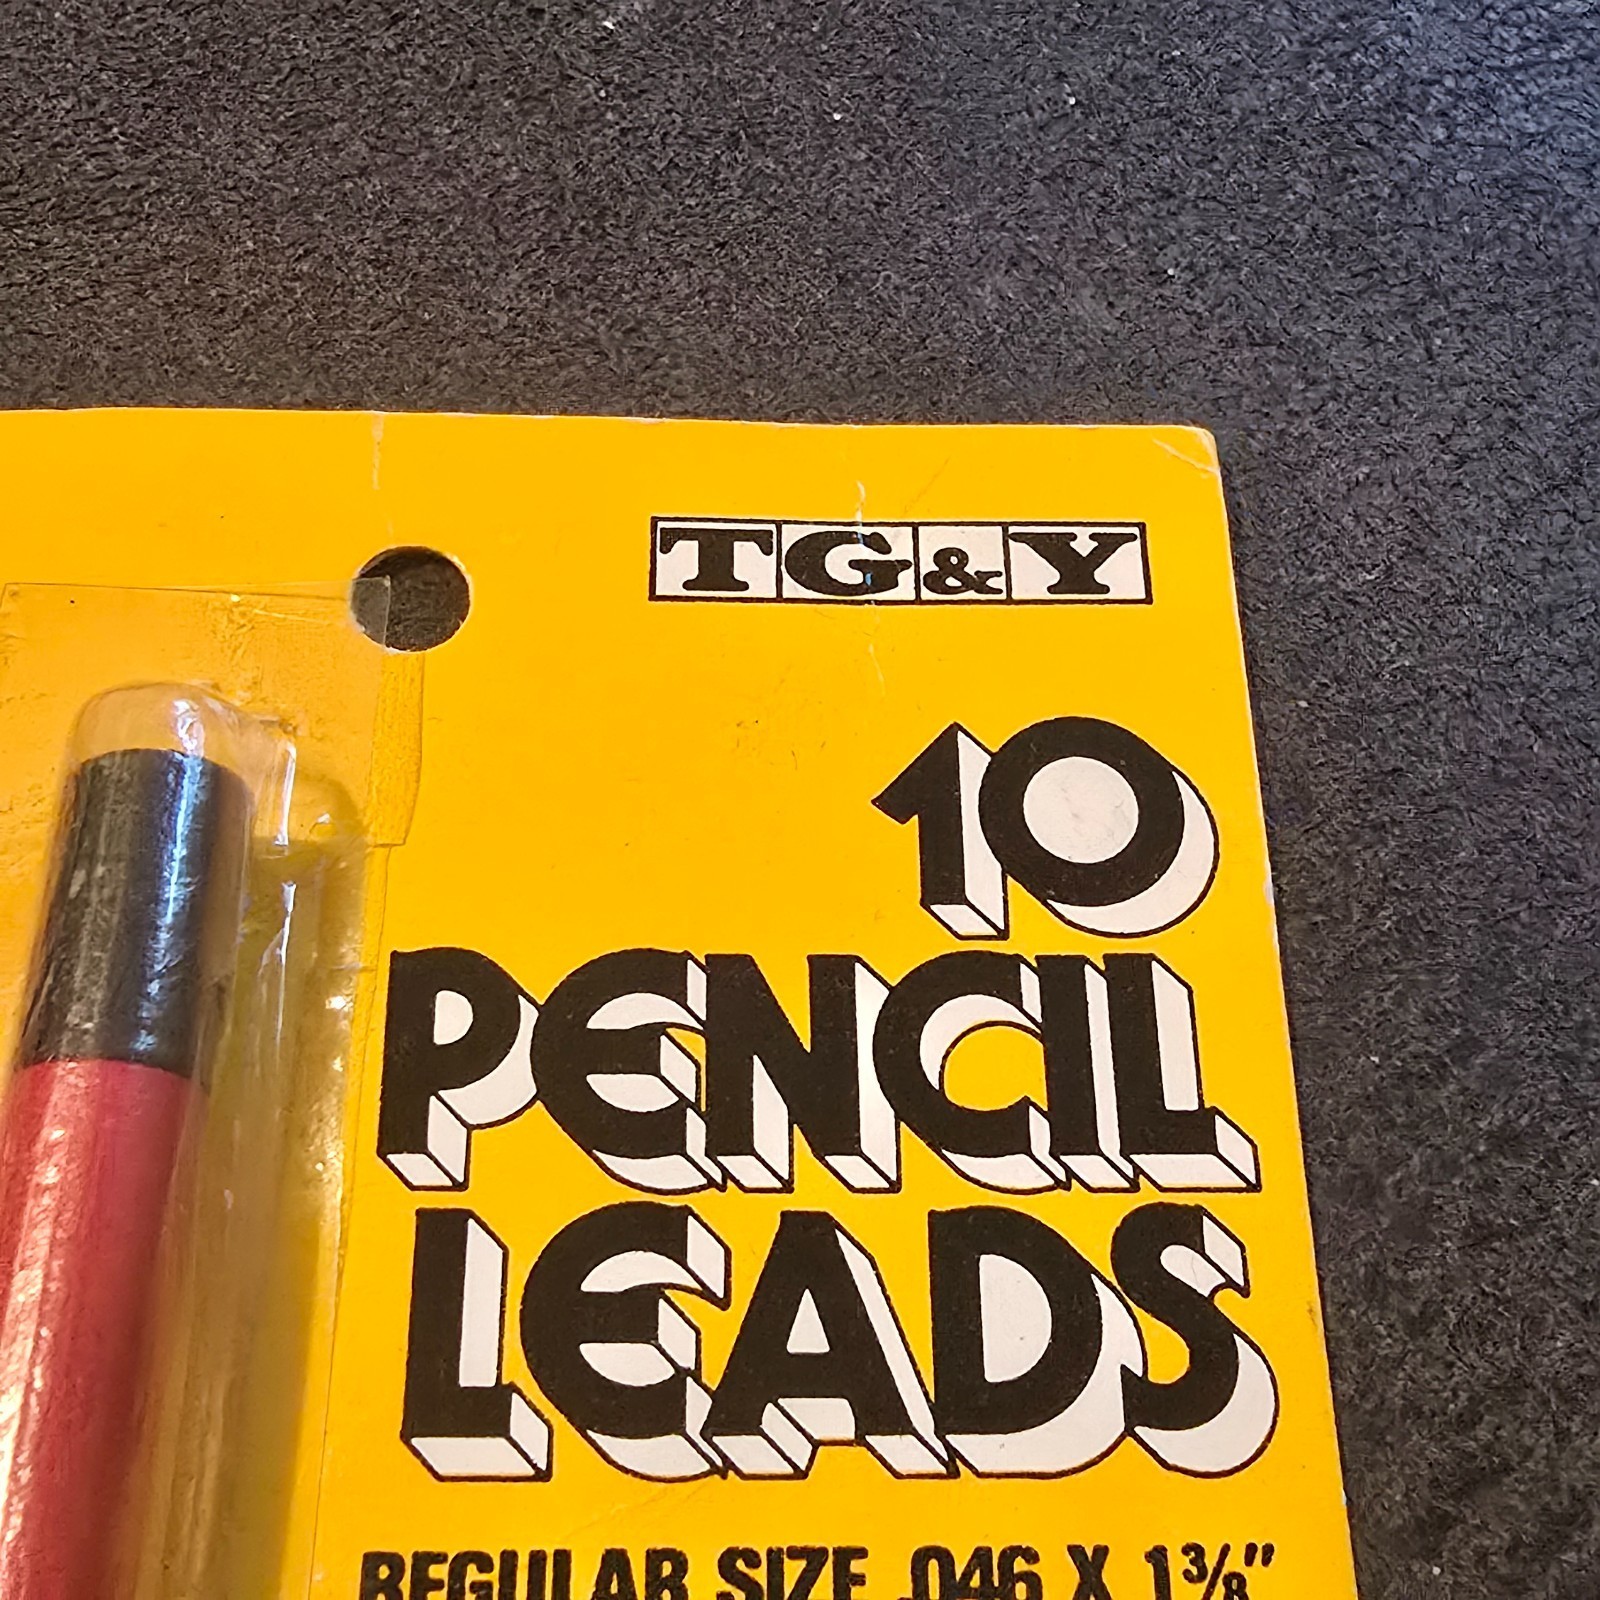 TG&Y
10
PENCIL
LEADS
REGULAR SIZE .046 X 1⅜"